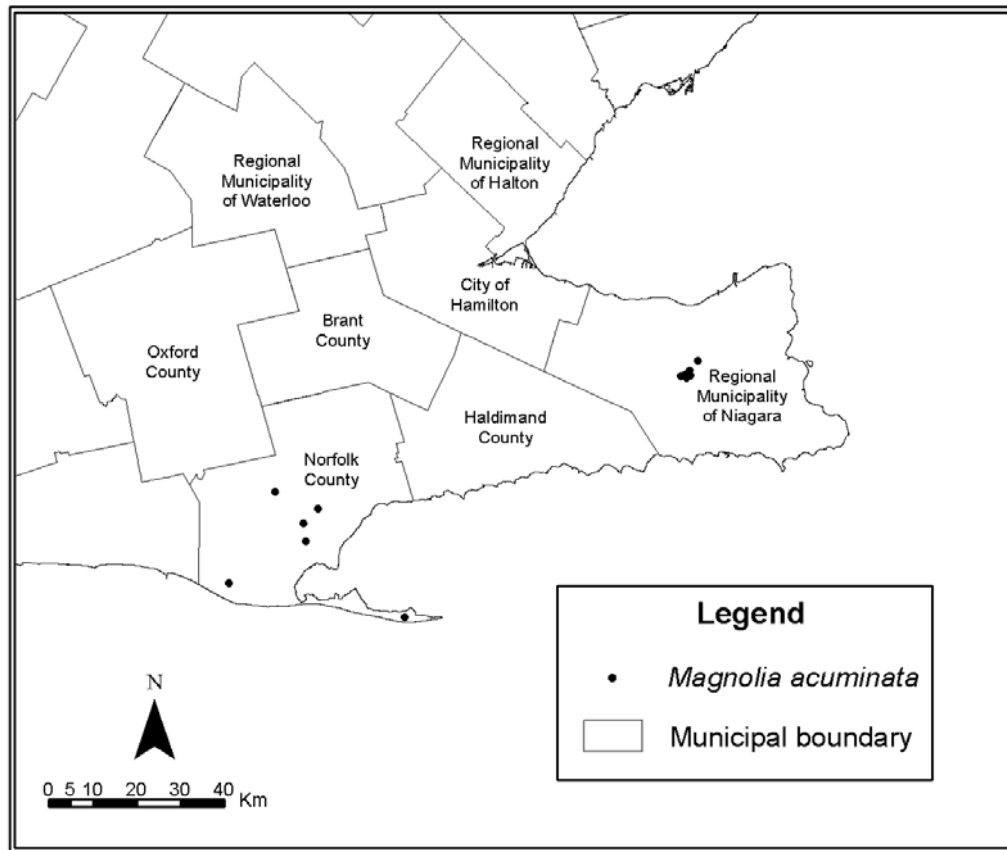 Regional
Municipality
of Halton
Regional
Municipality
of Waterloo
City of
Hamilton
Brant
County
Oxford
County
Regional
Municipality
of Niagara
Haldimand
County
Norfolk
County
Legend
Magnolia acuminata
Municipal boundary
N
0 5 10 20 30 40
Km